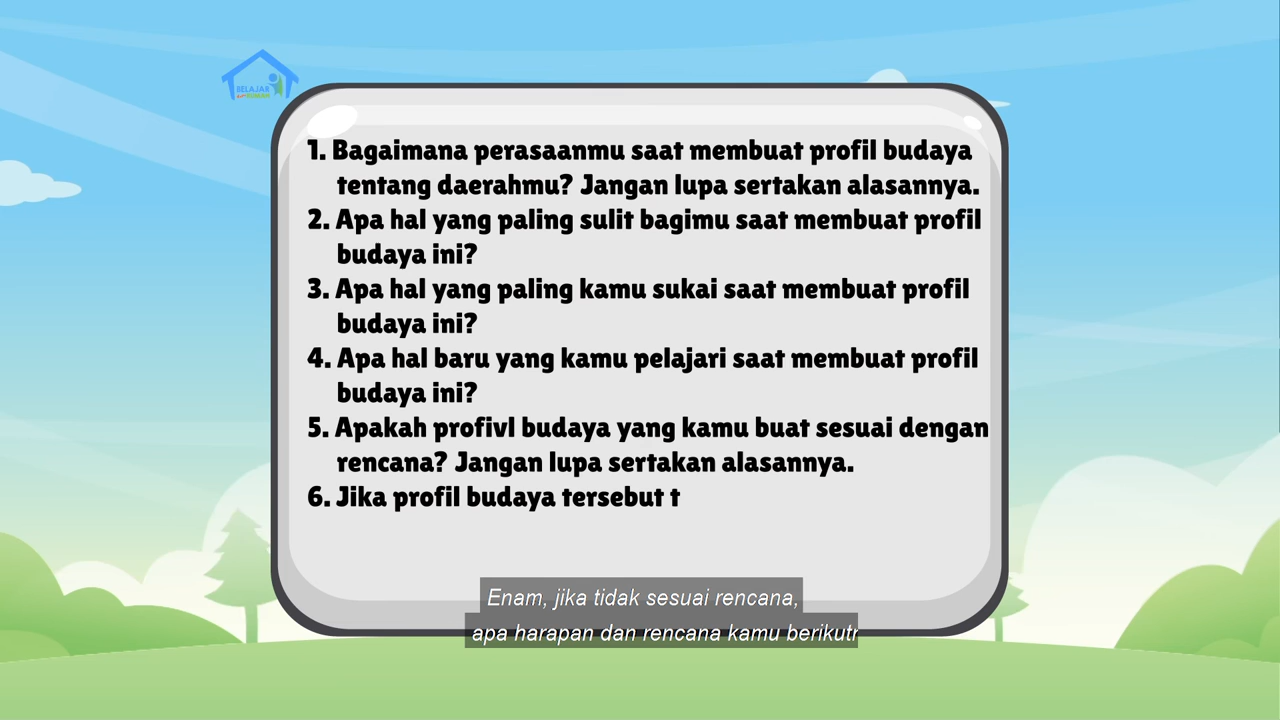 BELAJAR
1. Bagaimana perasaanmu saat membuat profil budaya
tentang daerahmu? Jangan lupa sertakan alasannya.
2. Apa hal yang paling sulit bagimu saat membuat profil
budaya ini?
3. Apa hal yang paling kamu sukai saat membuat profil
budaya ini?
4. Apa hal baru yang kamu pelajari saat membuat profil
budaya ini?
5. Apakah profivl budaya yang kamu buat sesuai dengan
rencana? Jangan lupa sertakan alasannya.
6. Jika profil budaya tersebut t
Enam, jika tidak sesuai rencana,
apa harapan dan rencana kamu berikutr